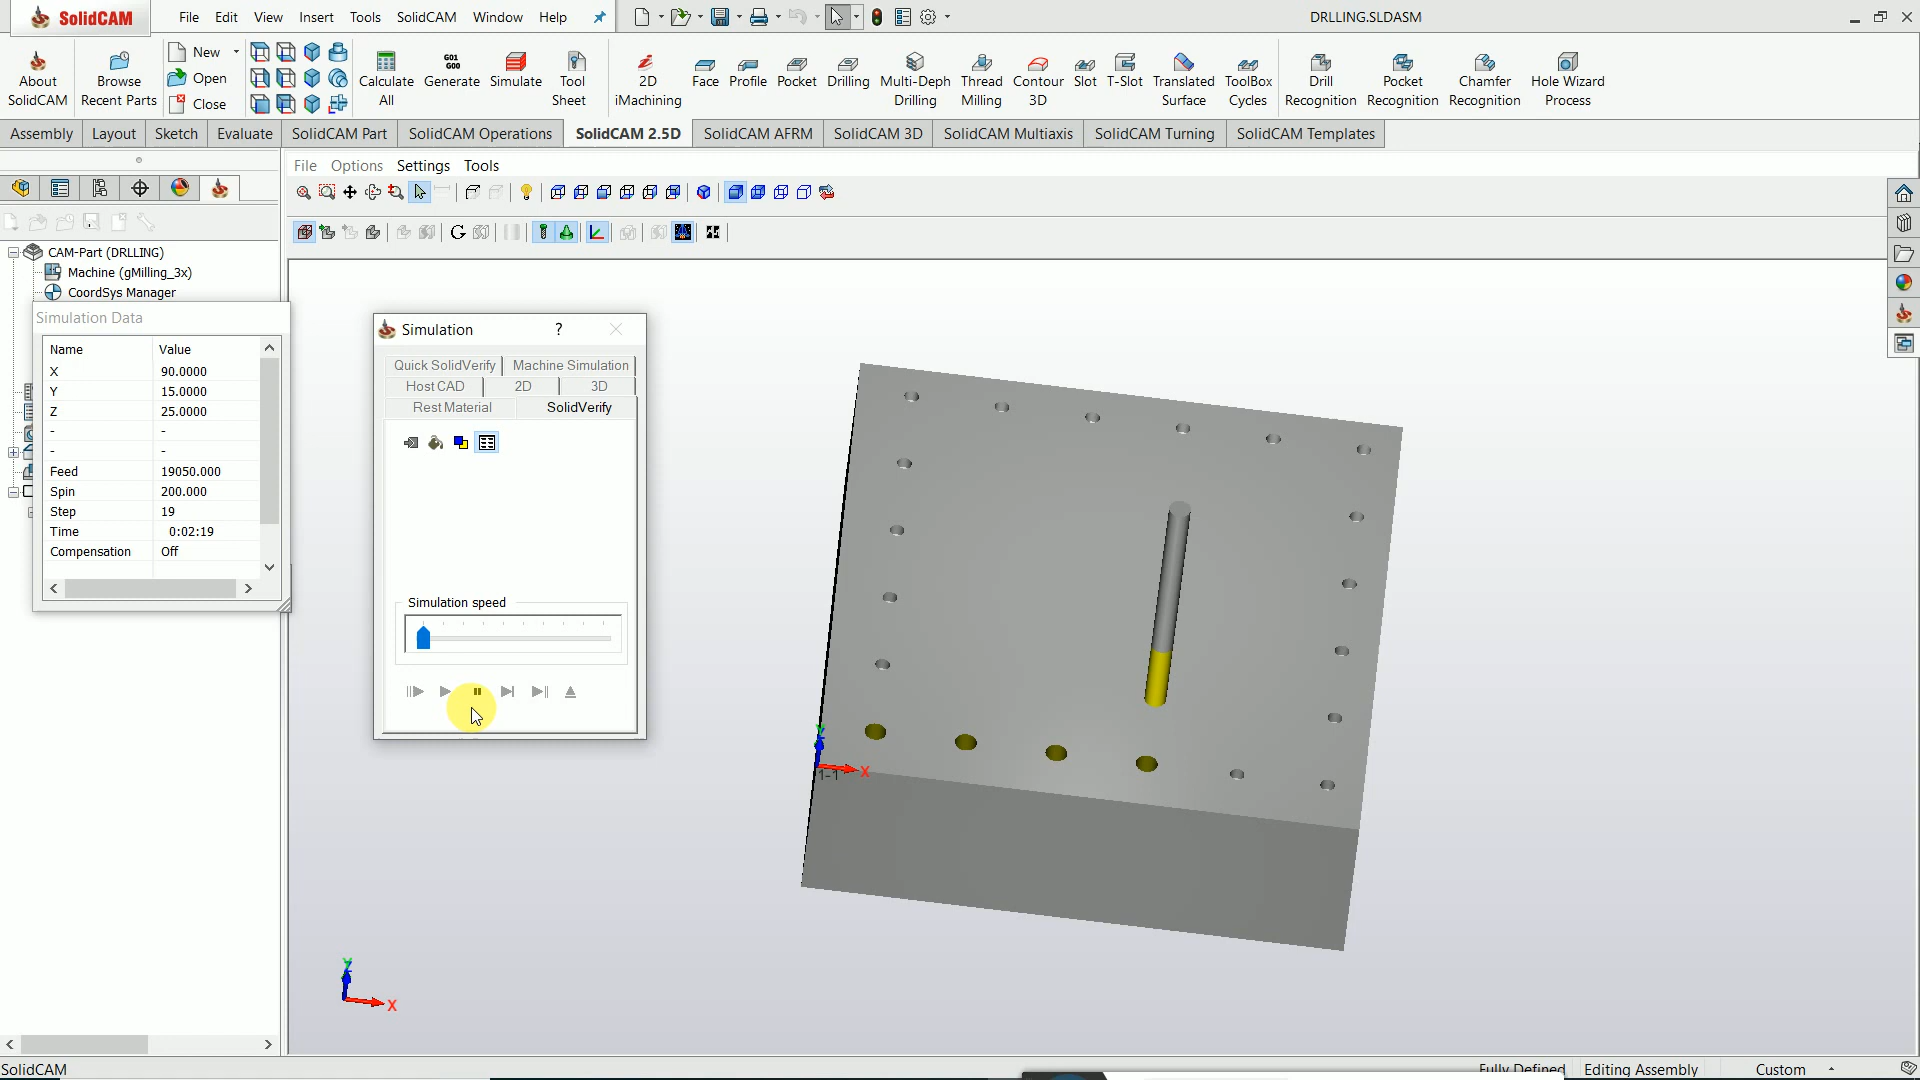 SolidCAM File Edit View Insert Tools SolidCAM Window Help DRLLING.SLDASM
About SolidCAM
Browse Recent Parts
New
Open
Close
Calculate All
G01 G00
Generate
Simulate
Tool Sheet
2D iMachining
Face
Profile
Pocket
Drilling
Multi-Deph Drilling
Thread Milling
Contour 3D
Slot
T-Slot
Translated Surface
ToolBox Cycles
Drill Recognition
Pocket Recognition
Chamfer Recognition
Hole Wizard Process
Assembly Layout Sketch Evaluate SolidCAM Part SolidCAM Operations SolidCAM 2.5D SolidCAM AFRM SolidCAM 3D SolidCAM Multiaxis SolidCAM Turning SolidCAM Templates
File Options Settings Tools
CAM-Part (DRLLING)
Machine (gMilling_3x)
CoordSys Manager
Simulation Data
Name Value
X 90.0000
Y 15.0000
Z 25.0000
- -
- -
Feed 19050.000
Spin 200.000
Step 19
Time 0:02:19
Compensation Off
Simulation ?
Quick SolidVerify Machine Simulation
Host CAD 2D 3D
Rest Material SolidVerify
Simulation speed
Y
X
1-1
Y
X
SolidCAM Fully Defined Editing Assembly Custom